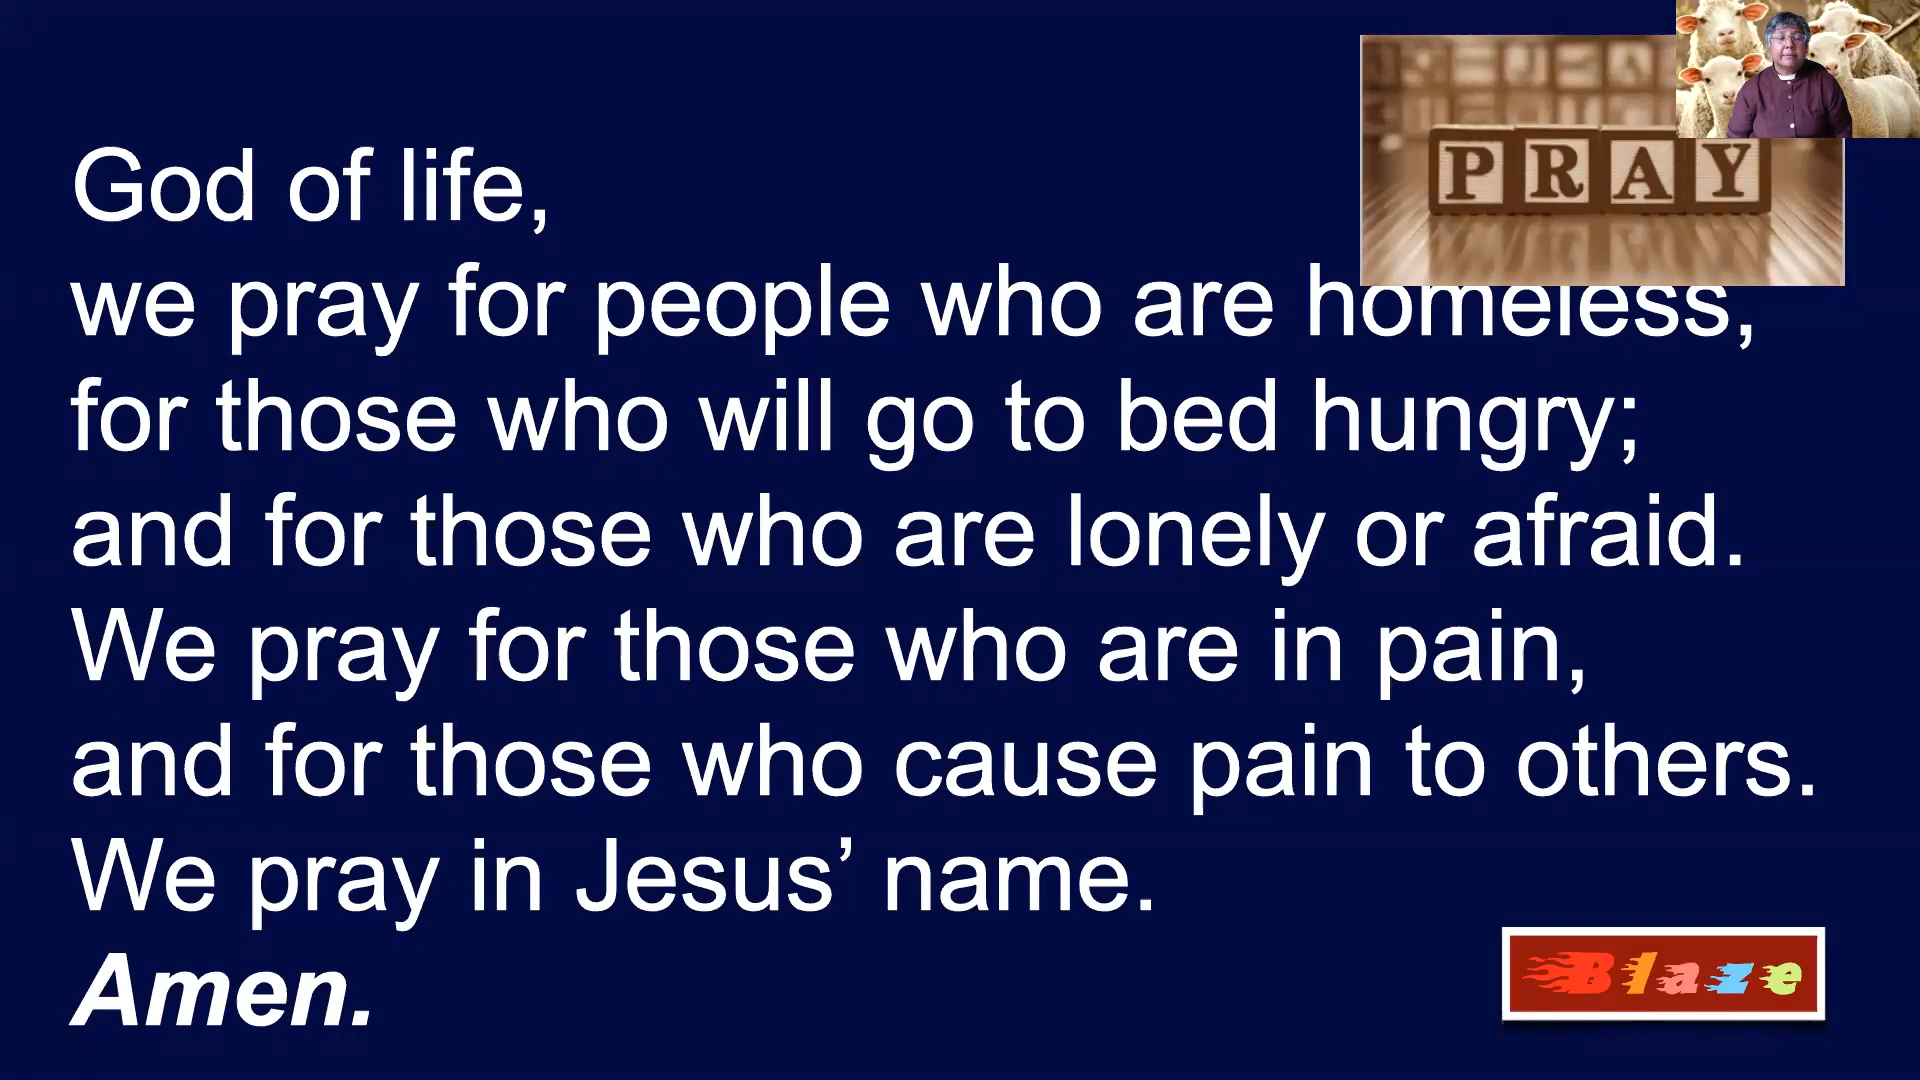 PRAY
God of life,
we pray for people who are homeless,
for those who will go to bed hungry;
and for those who are lonely or afraid.
We pray for those who are in pain,
and for those who cause pain to others.
We pray in Jesus’ name.
Amen.
Blaze